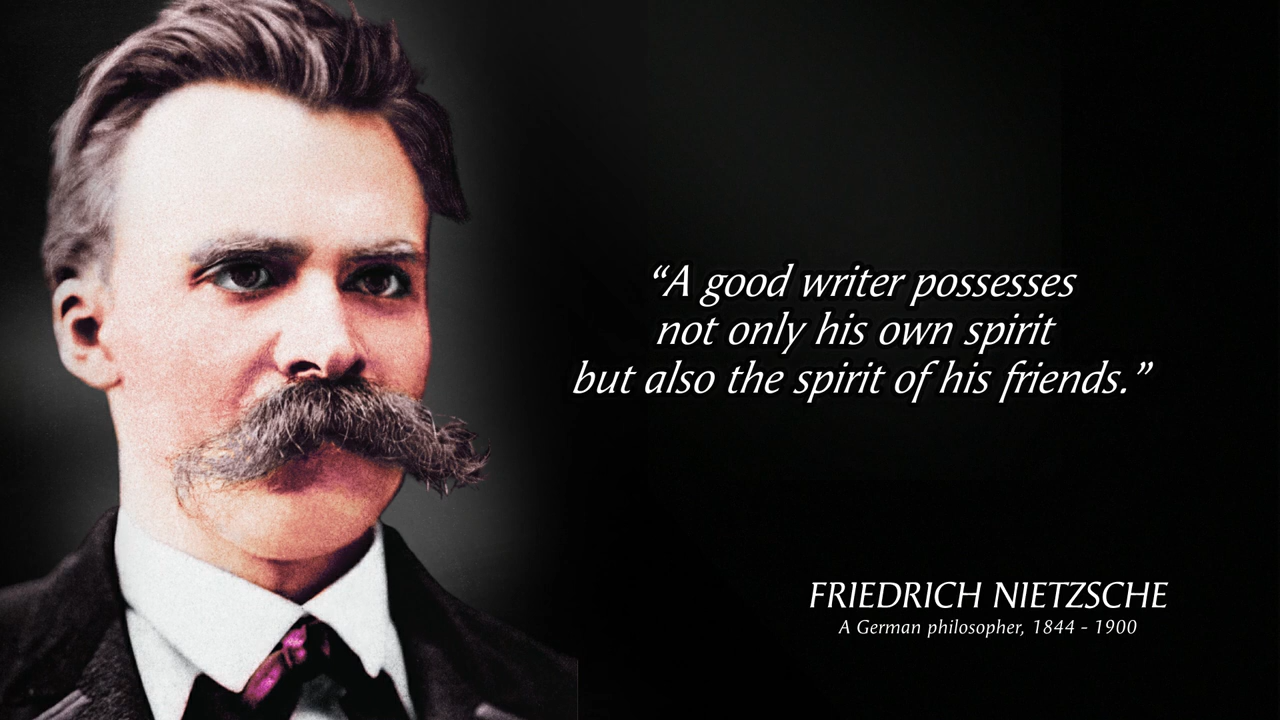 “A good writer possesses
not only his own spirit
but also the spirit of his friends.”
FRIEDRICH NIETZSCHE
A German philosopher, 1844 - 1900